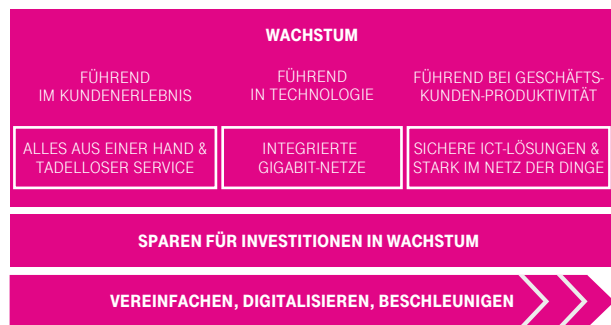 WACHSTUM
FÜHREND
IM KUNDENERLEBNIS
FÜHREND
IN TECHNOLOGIE
FÜHREND BEI GESCHÄFTS-
KUNDEN-PRODUKTIVITÄT
ALLES AUS EINER HAND &
TADELLOSER SERVICE
INTEGRIERTE
GIGABIT-NETZE
SICHERE ICT-LÖSUNGEN &
STARK IM NETZ DER DINGE
SPAREN FÜR INVESTITIONEN IN WACHSTUM
VEREINFACHEN, DIGITALISIEREN, BESCHLEUNIGEN